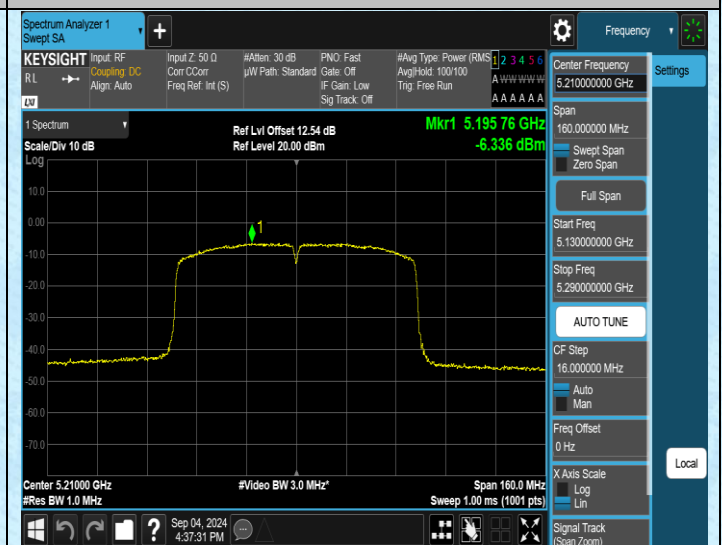 Spectrum Analyzer 1
Swept SA
+
Frequency
KEYSIGHT
RL
LXI
Input: RF
Coupling: DC
Align: Auto
Input Z: 50 Ω
Corr CCorr
Freq Ref: Int (S)
#Atten: 30 dB
µW Path: Standard
PNO: Fast
Gate: Off
IF Gain: Low
Sig Track: Off
#Avg Type: Power (RMS
Avg|Hold: 100/100
Trig: Free Run
1 2 3 4 5 6
A W W W W W
A A A A A A
Center Frequency
5.210000000 GHz
Settings
Span
160.000000 MHz
Swept Span
Zero Span
Full Span
Start Freq
5.130000000 GHz
Stop Freq
5.290000000 GHz
AUTO TUNE
CF Step
16.000000 MHz
Auto
Man
Freq Offset
0 Hz
X Axis Scale
Log
Lin
Signal Track
(Span Zoom)
Local
1 Spectrum
Scale/Div 10 dB
Log
Ref Lvl Offset 12.54 dB
Ref Level 20.00 dBm
Mkr1 5.195 76 GHz
-6.336 dBm
10.0
0.00
1
-10.0
-20.0
-30.0
-40.0
-50.0
-60.0
-70.0
Center 5.21000 GHz
#Res BW 1.0 MHz
#Video BW 3.0 MHz*
Span 160.0 MHz
Sweep 1.00 ms (1001 pts)
?
Sep 04, 2024
4:37:31 PM